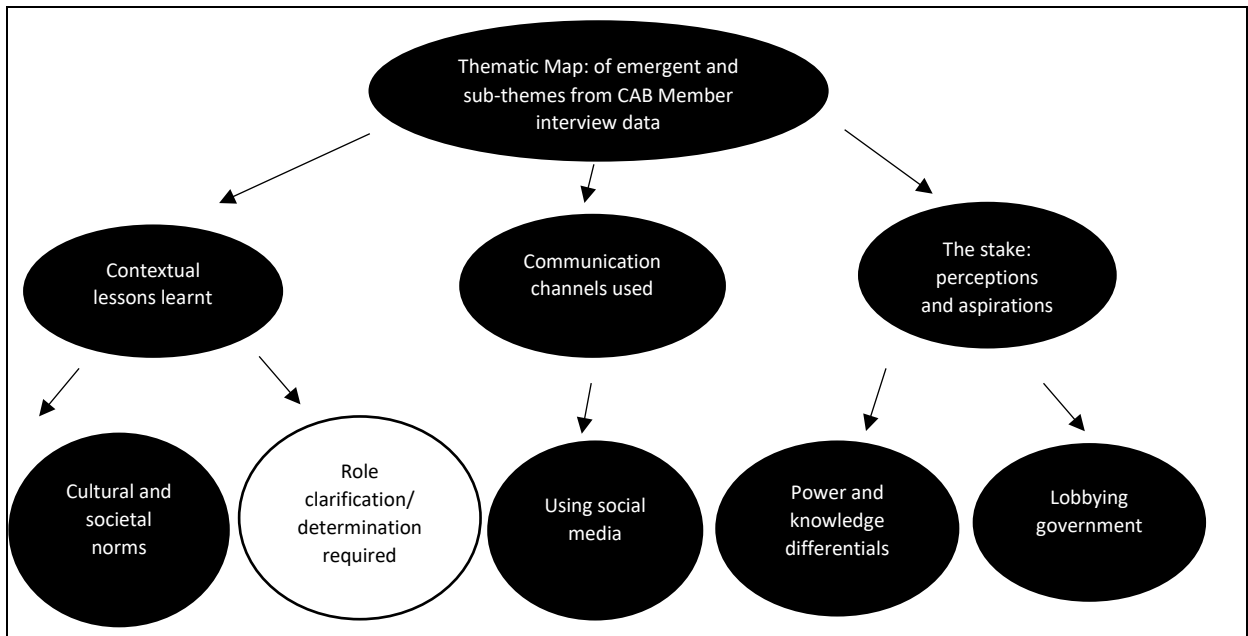 Thematic Map: of emergent and
sub-themes from CAB Member
interview data
Contextual
lessons learnt
Communication
channels used
The stake:
perceptions
and aspirations
Cultural and
societal
norms
Role
clarification/
determination
required
Using social
media
Power and
knowledge
differentials
Lobbying
government